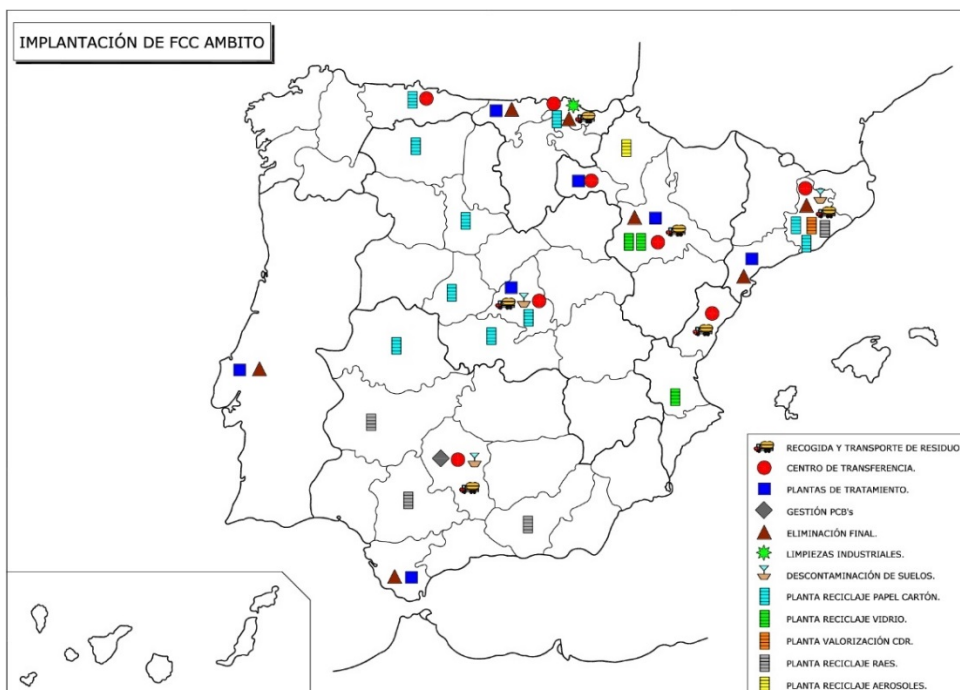 IMPLANTACIÓN DE FCC AMBITO
RECOGIDA Y TRANSPORTE DE RESIDUO
CENTRO DE TRANSFERENCIA.
PLANTAS DE TRATAMIENTO.
GESTIÓN PCB's
ELIMINACIÓN FINAL.
LIMPIEZAS INDUSTRIALES.
DESCONTAMINACIÓN DE SUELOS.
PLANTA RECICLAJE PAPEL CARTÓN.
PLANTA RECICLAJE VIDRIO.
PLANTA VALORIZACIÓN CDR.
PLANTA RECICLAJE RAES.
PLANTA RECICLAJE AEROSOLES.